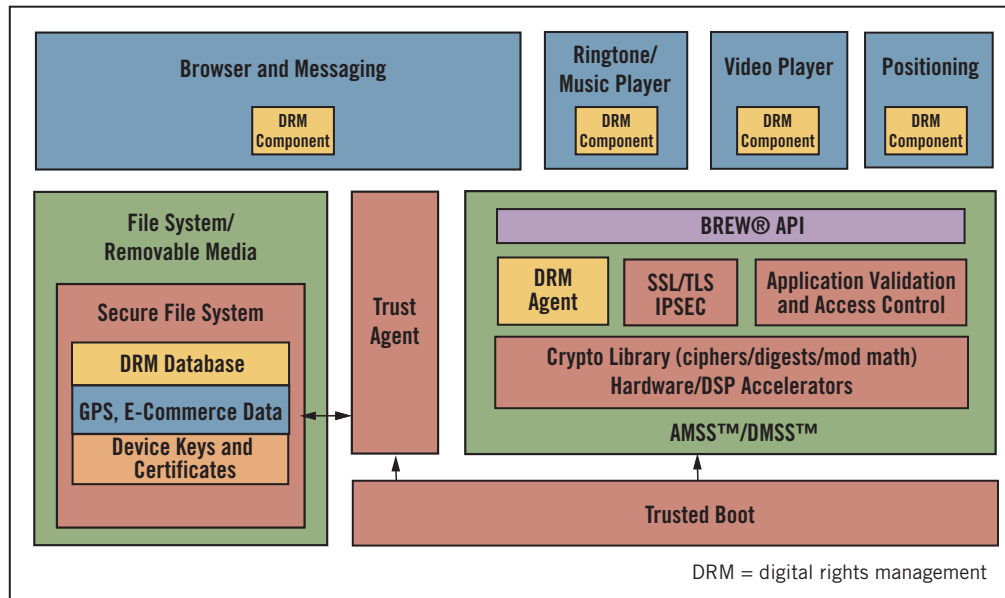 Browser and Messaging
DRM
Component
Ringtone/
Music Player
DRM
Component
Video Player
DRM
Component
Positioning
DRM
Component
File System/
Removable Media
Secure File System
DRM Database
GPS, E-Commerce Data
Device Keys and
Certificates
Trust
Agent
BREW® API
DRM
Agent
SSL/TLS
IPSEC
Application Validation
and Access Control
Crypto Library (ciphers/digests/mod math)
Hardware/DSP Accelerators
AMSS™/DMSS™
Trusted Boot
DRM = digital rights management